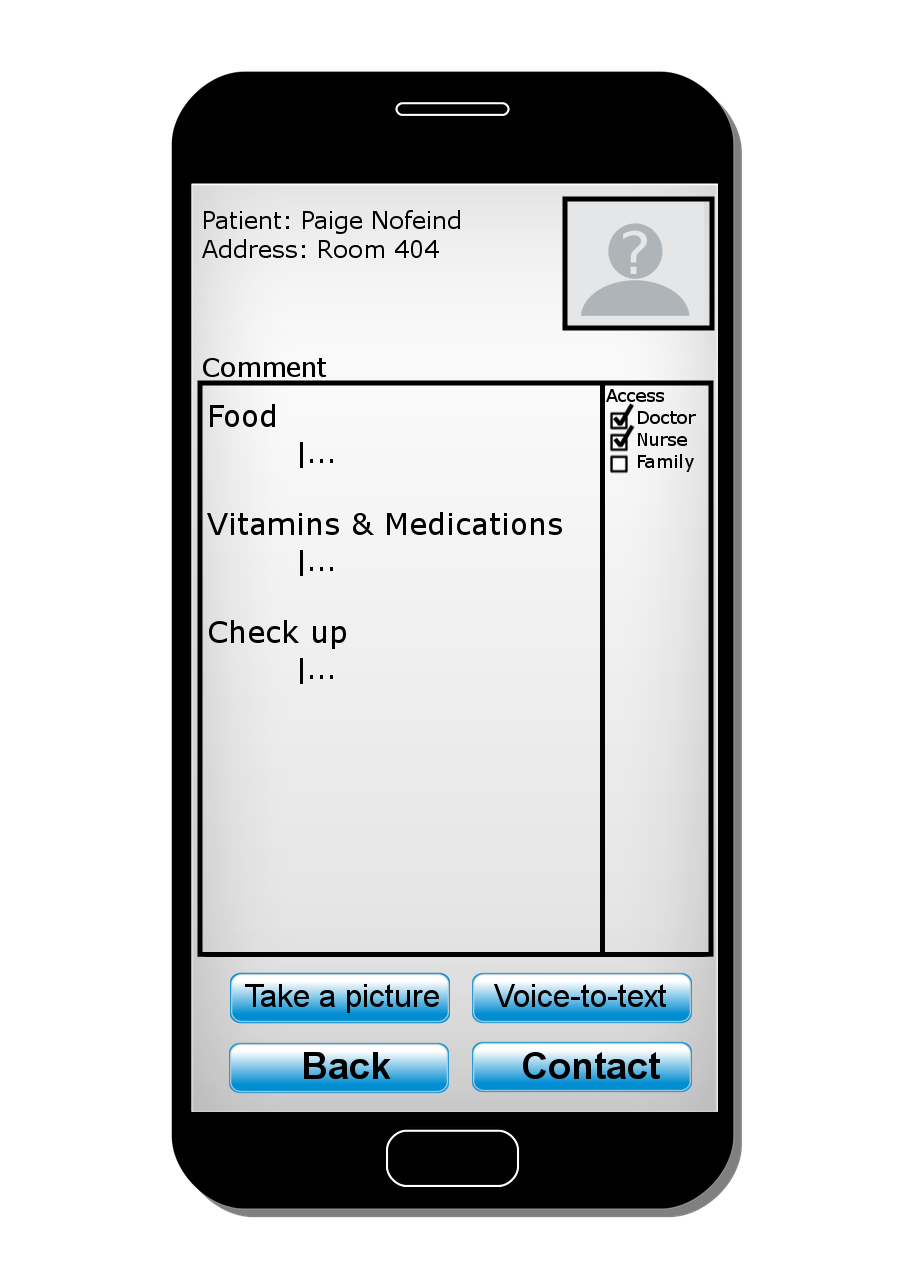 Patient: Paige Nofeind
Address: Room 404
?
Comment
Food
|...
Vitamins & Medications
|...
Check up
|...
Access
Doctor
Nurse
Family
Take a picture
Voice-to-text
Back
Contact